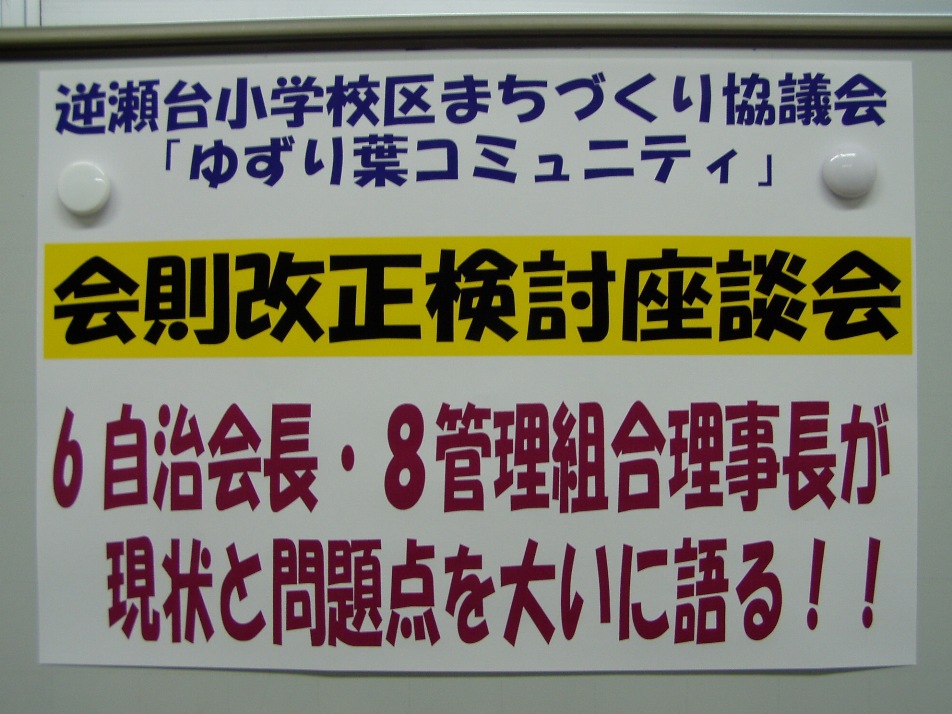 逆瀬台小学校区まちづくり協議会
「ゆずり葉コミュニティ」
会則改正検討座談会
6自治会長・8管理組合理事長が
現状と問題点を大いに語る！！